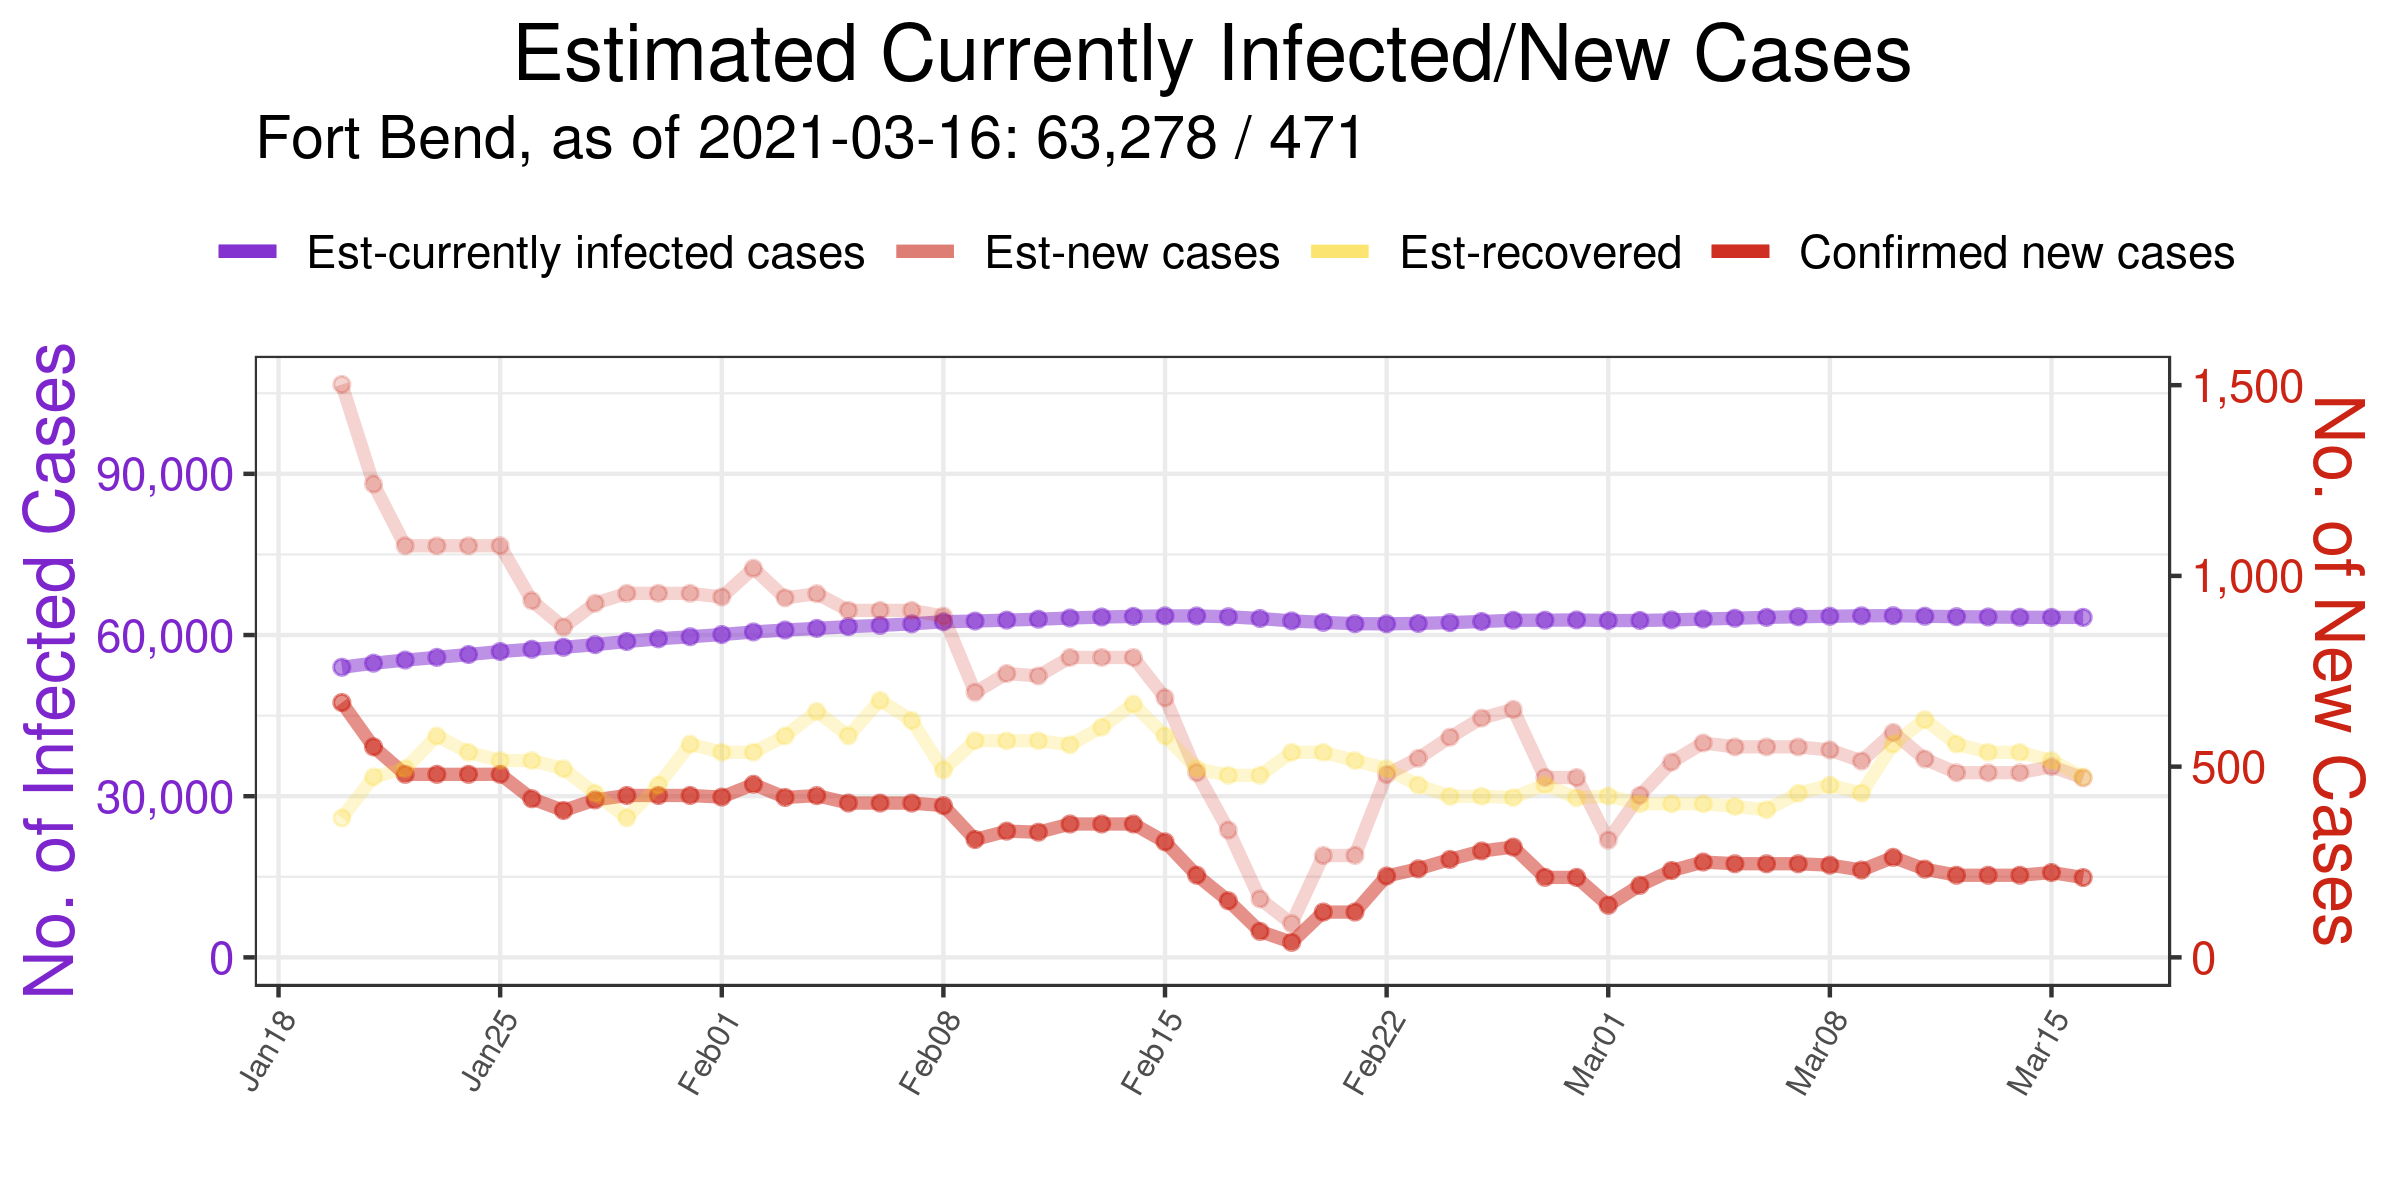 Estimated Currently Infected/New Cases
Fort Bend, as of 2021-03-16: 63,278 / 471
Est-currently infected cases Est-new cases Est-recovered Confirmed new cases
No. of Infected Cases
90,000
60,000
30,000
0
1,500
1,000
500
0
No. of New Cases
Jan18 Jan25 Feb01 Feb08 Feb15 Feb22 Mar01 Mar08 Mar15